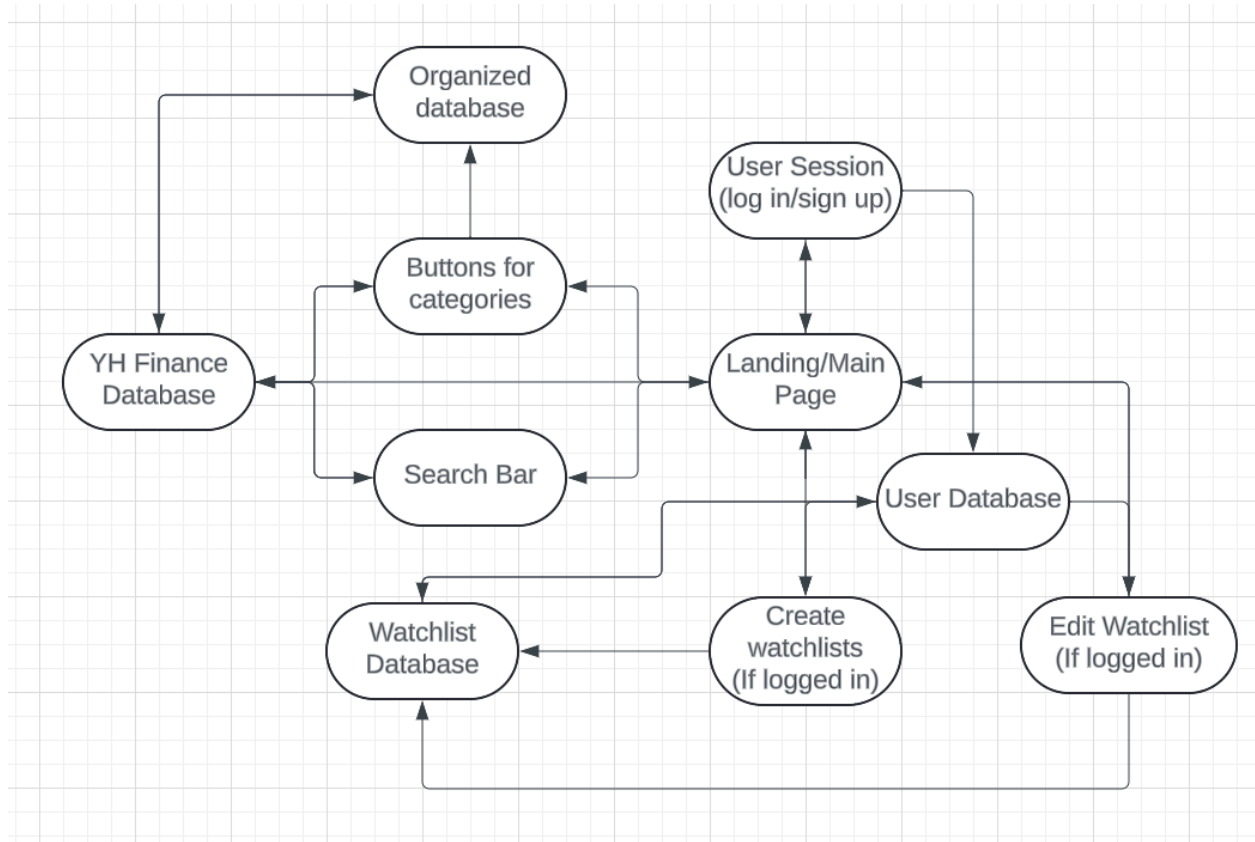 Organized
database
User Session
(log in/sign up)
Buttons for
categories
YH Finance
Database
Landing/Main
Page
Search Bar
User Database
Watchlist
Database
Create
watchlists
(If logged in)
Edit Watchlist
(If logged in)